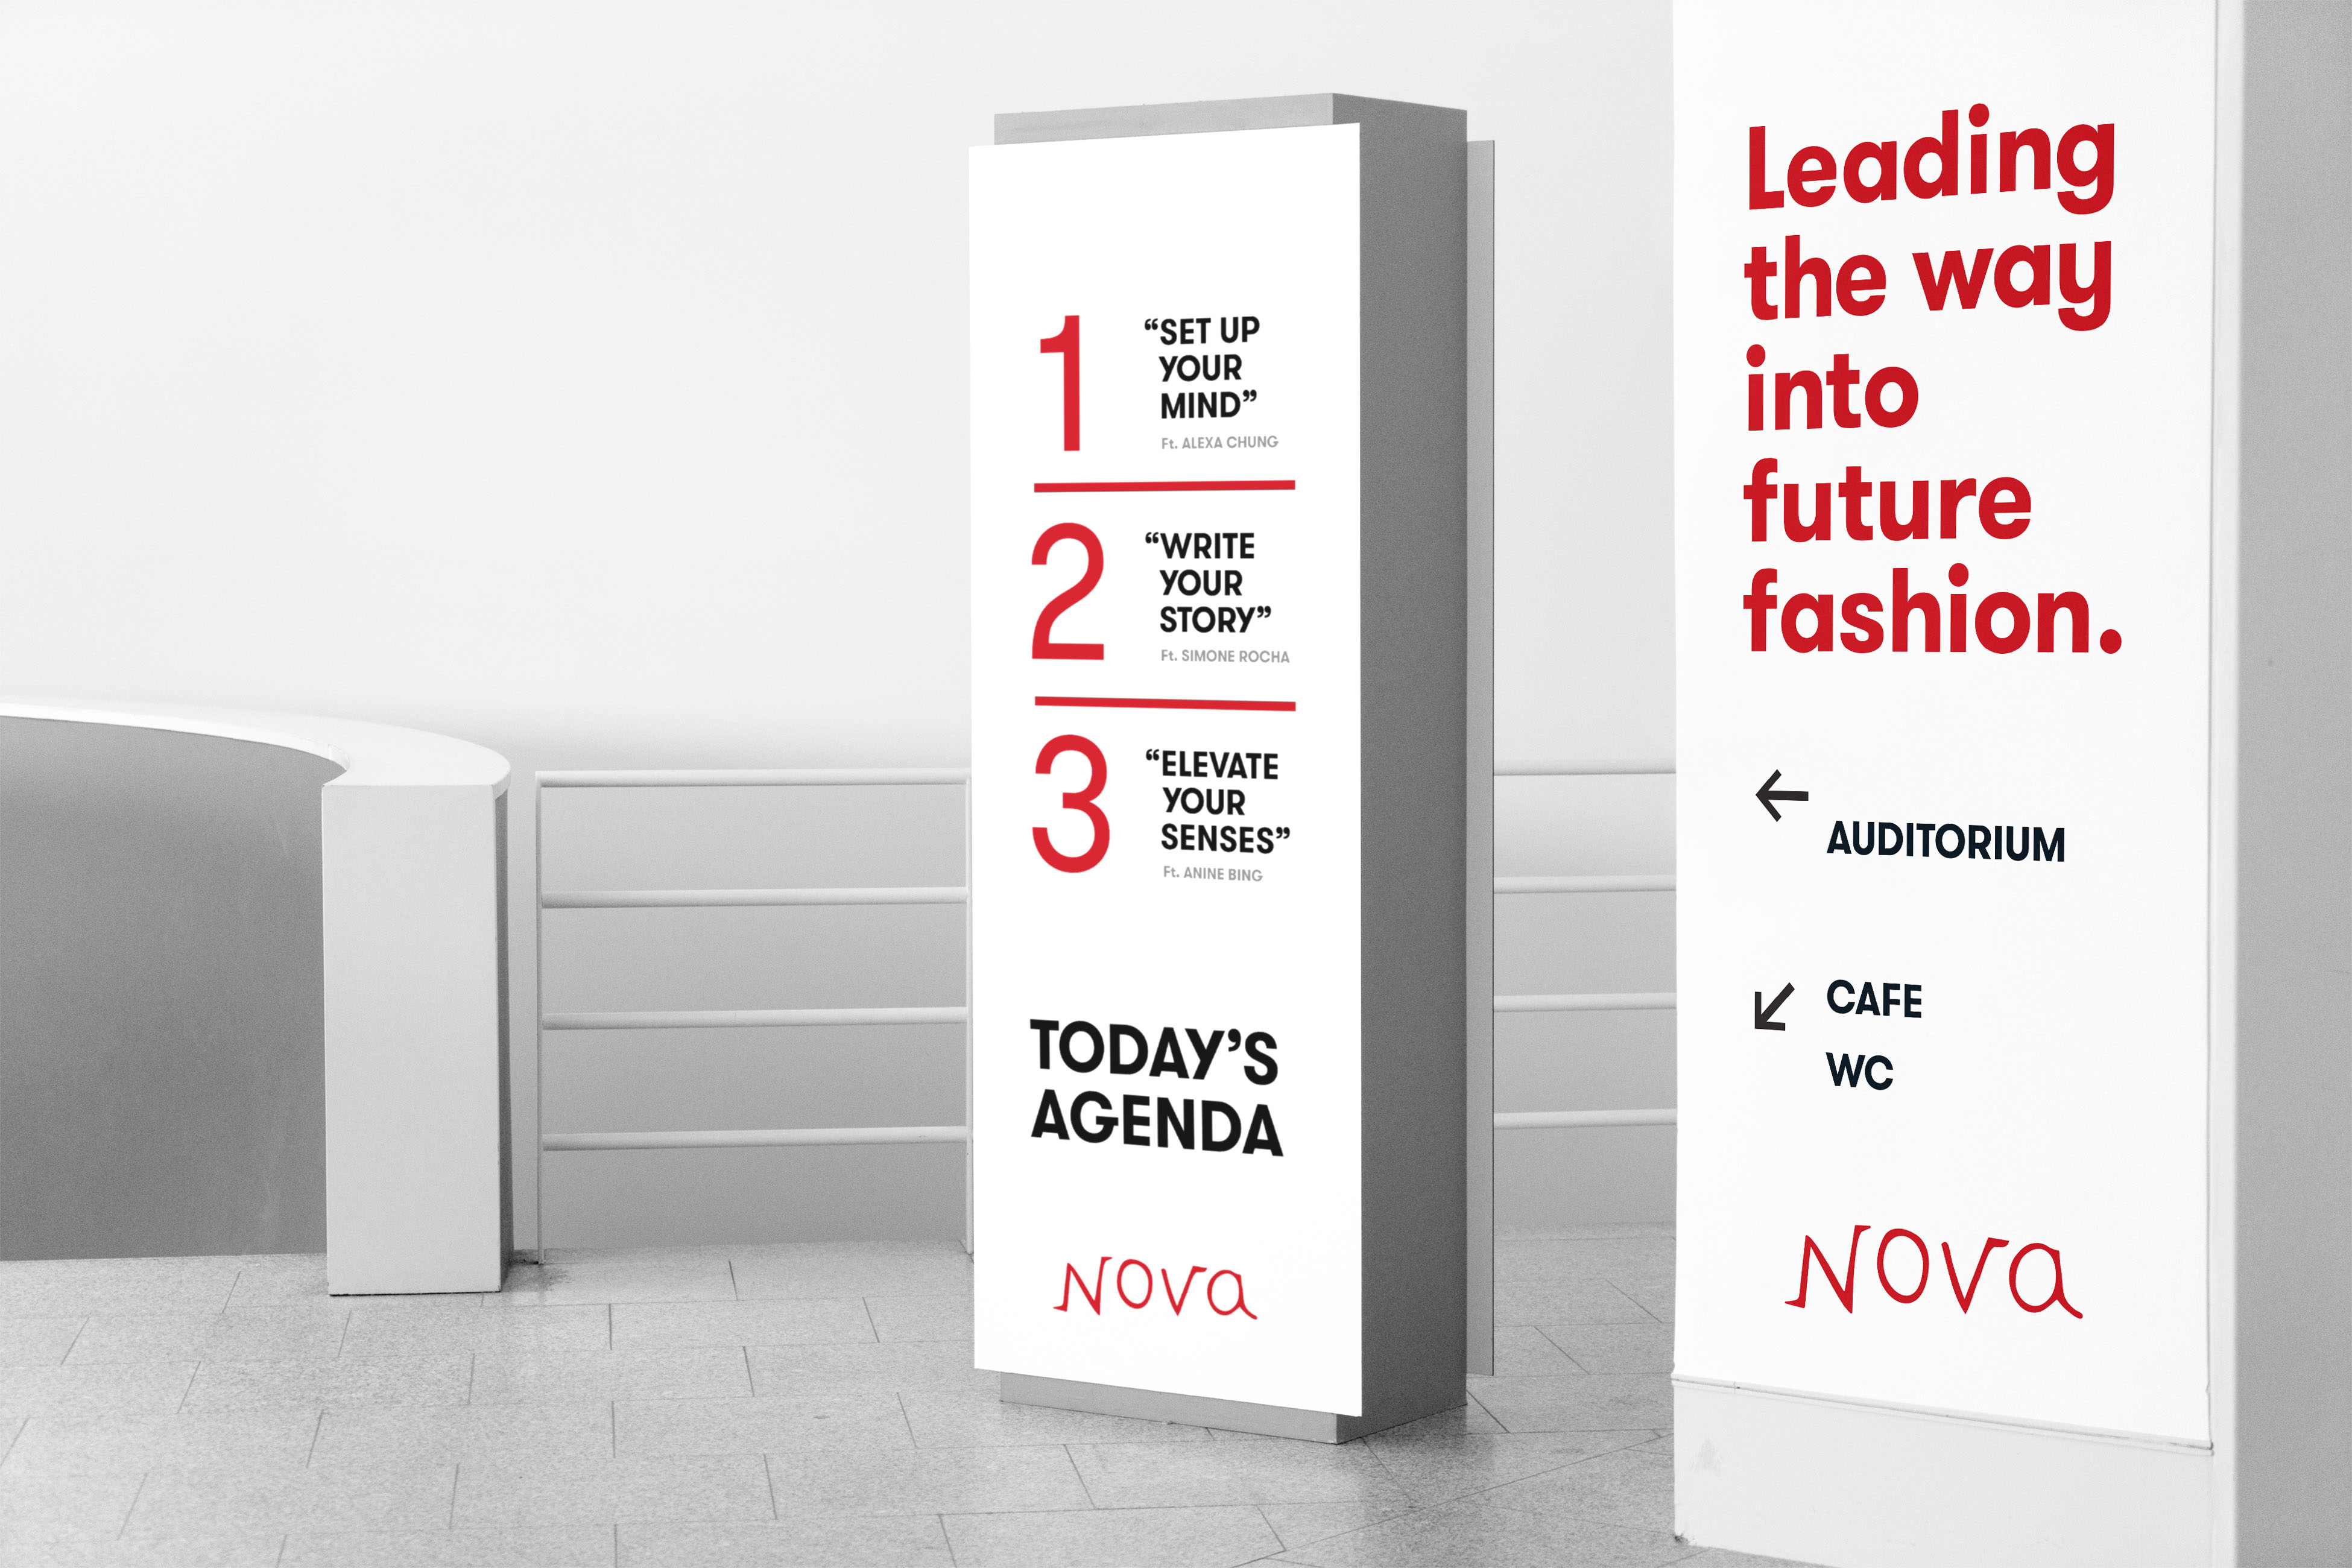 1
“SET UP
YOUR
MIND”
Ft. ALEXA CHUNG
2
“WRITE
YOUR
STORY”
Ft. SIMONE ROCHA
3
“ELEVATE
YOUR
SENSES”
Ft. ANINE BING
TODAY’S
AGENDA
Nova
Leading
the way
into
future
fashion.
← AUDITORIUM
↙ CAFE
WC
Nova